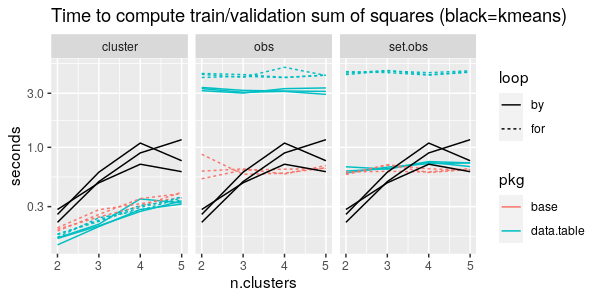 Time to compute train/validation sum of squares (black=kmeans)
cluster obs set.obs
seconds
3.0
1.0
0.3
2 3 4 5 2 3 4 5 2 3 4 5
n.clusters
loop
by
for
pkg
base
data.table